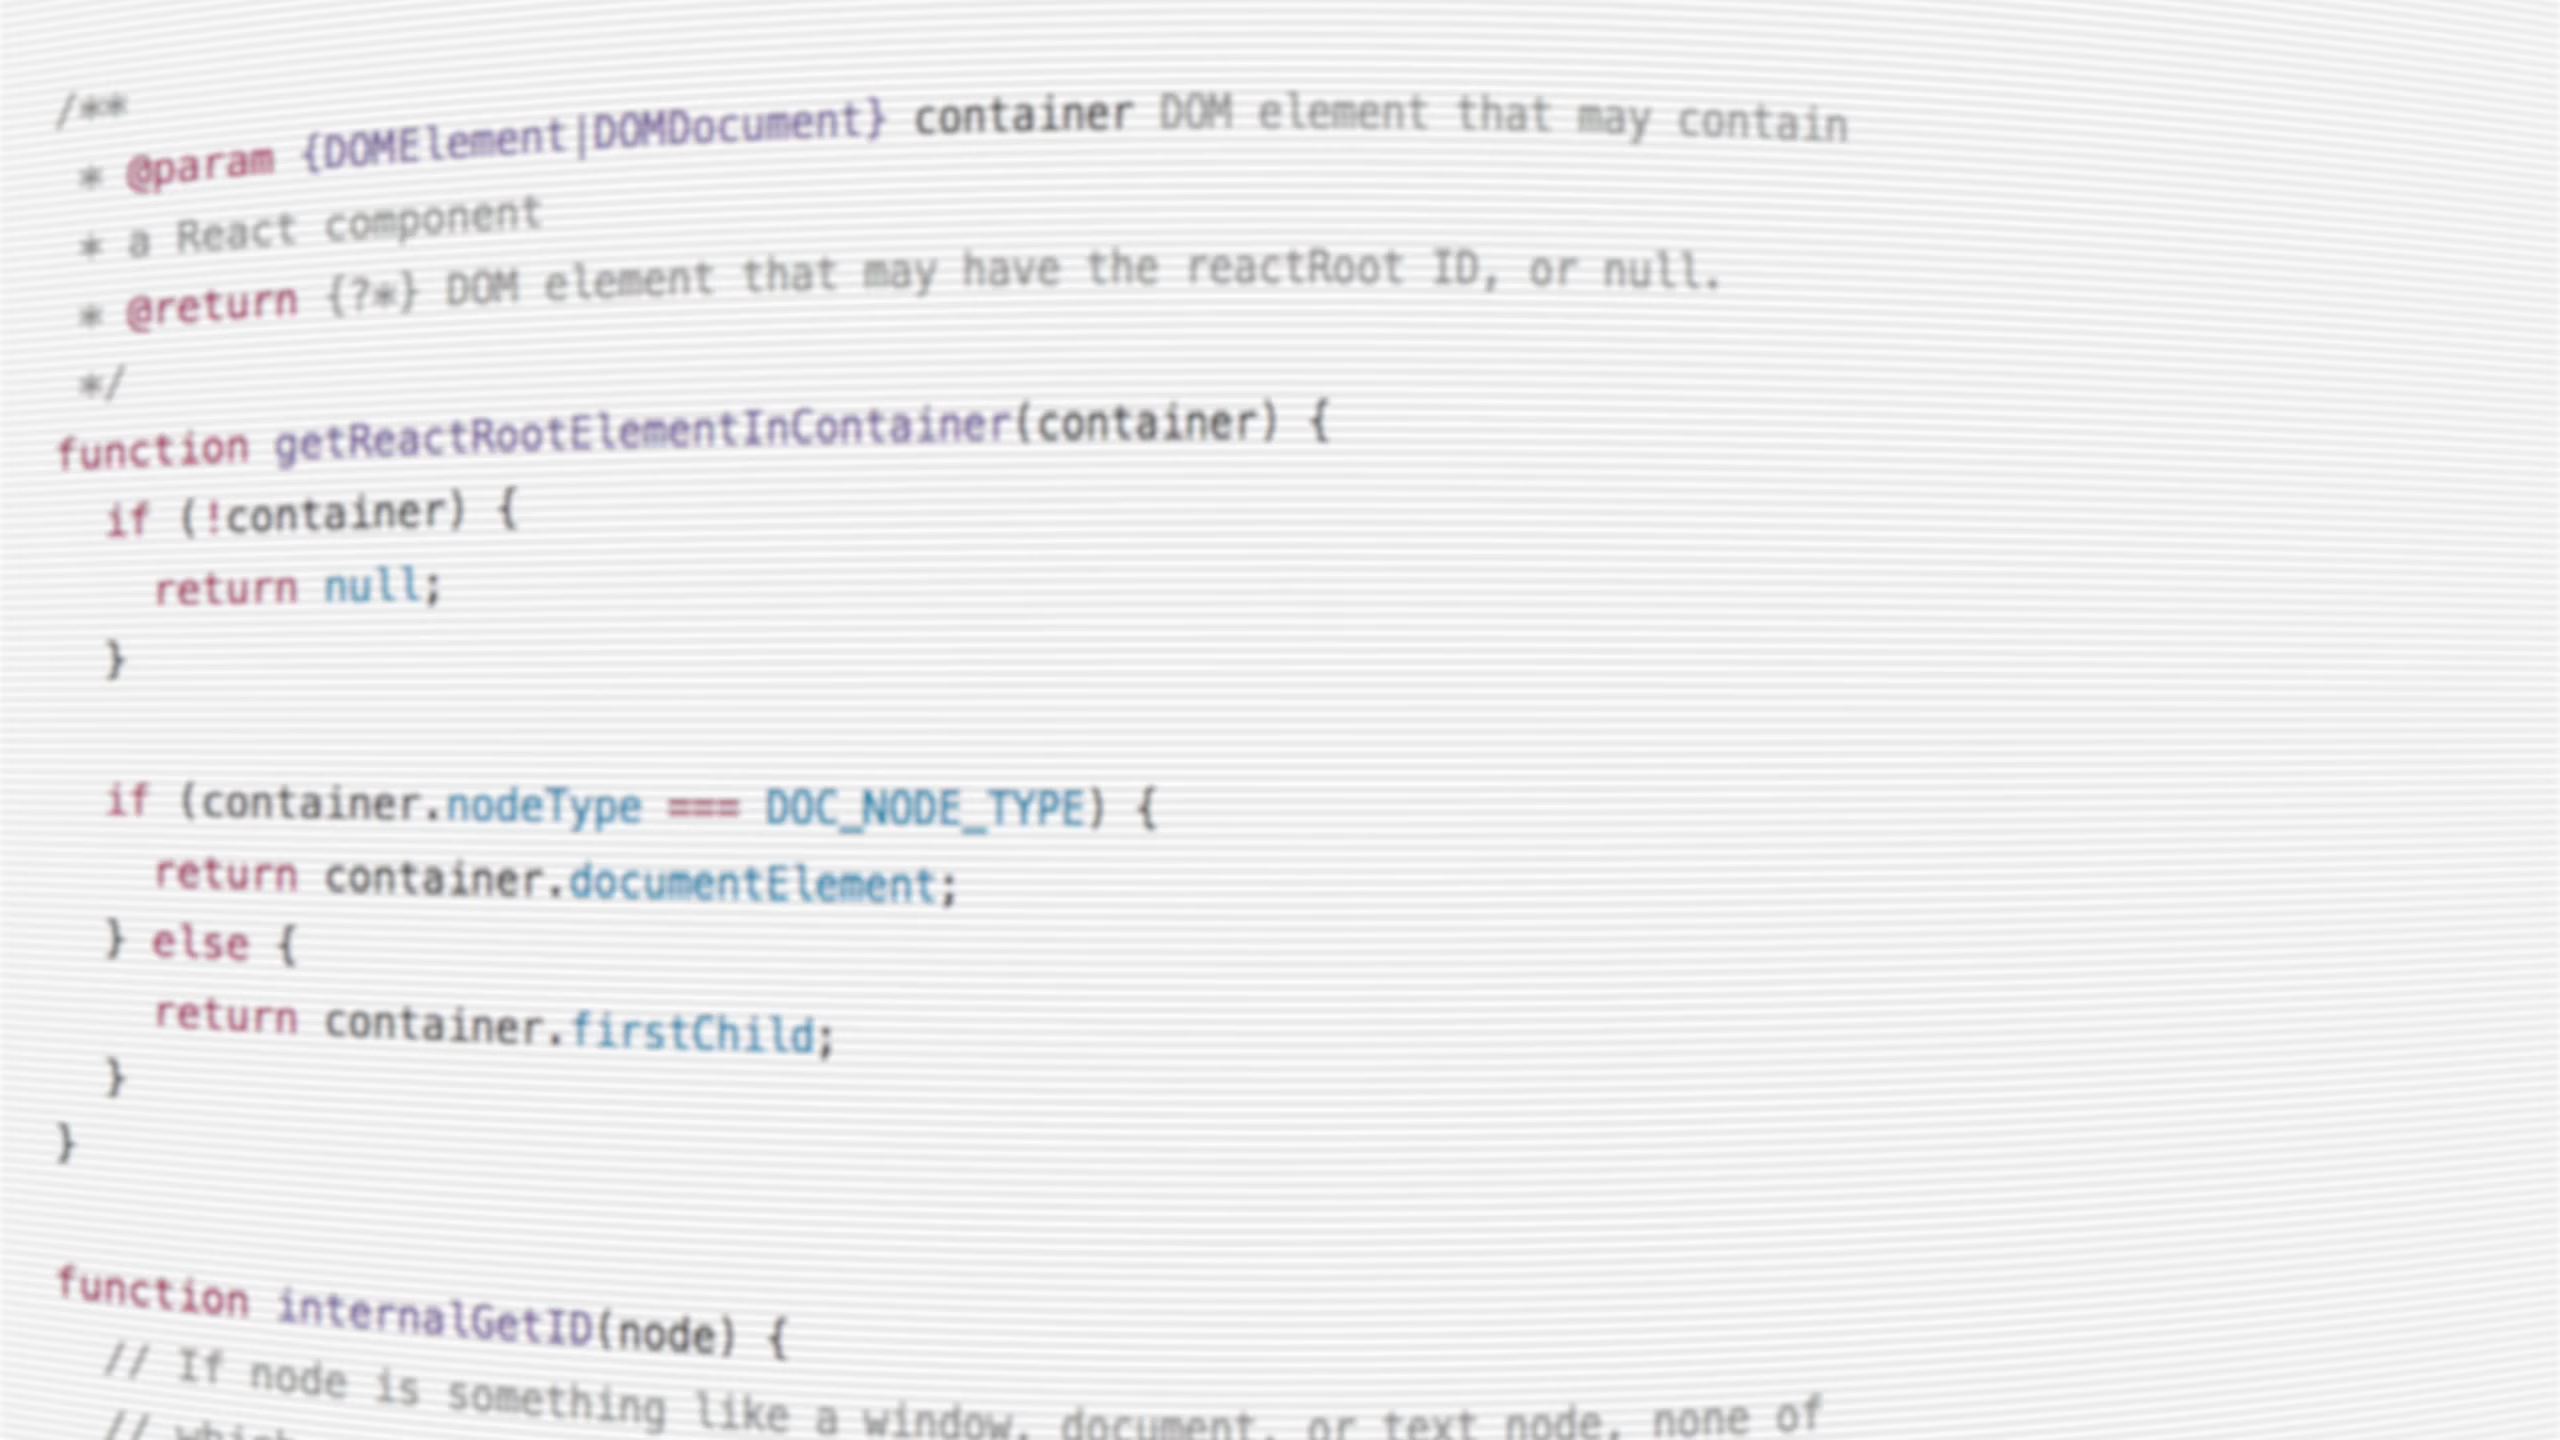 /**
 * @param {DOMElement|DOMDocument} container DOM element that may contain
 * a React component
 * @return {?*} DOM element that may have the reactRoot ID, or null.
 */
function getReactRootElementInContainer(container) {
  if (!container) {
    return null;
  }

  if (container.nodeType === DOC_NODE_TYPE) {
    return container.documentElement;
  } else {
    return container.firstChild;
  }
}

function internalGetID(node) {
  // If node is something like a window, document, or text node, none of
  // which